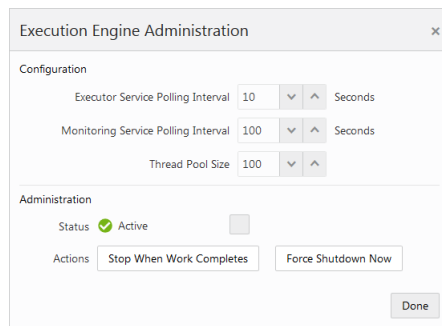 Execution Engine Administration
Configuration
Executor Service Polling Interval 10 Seconds
Monitoring Service Polling Interval 100 Seconds
Thread Pool Size 100
Administration
Status Active
Actions Stop When Work Completes Force Shutdown Now
Done